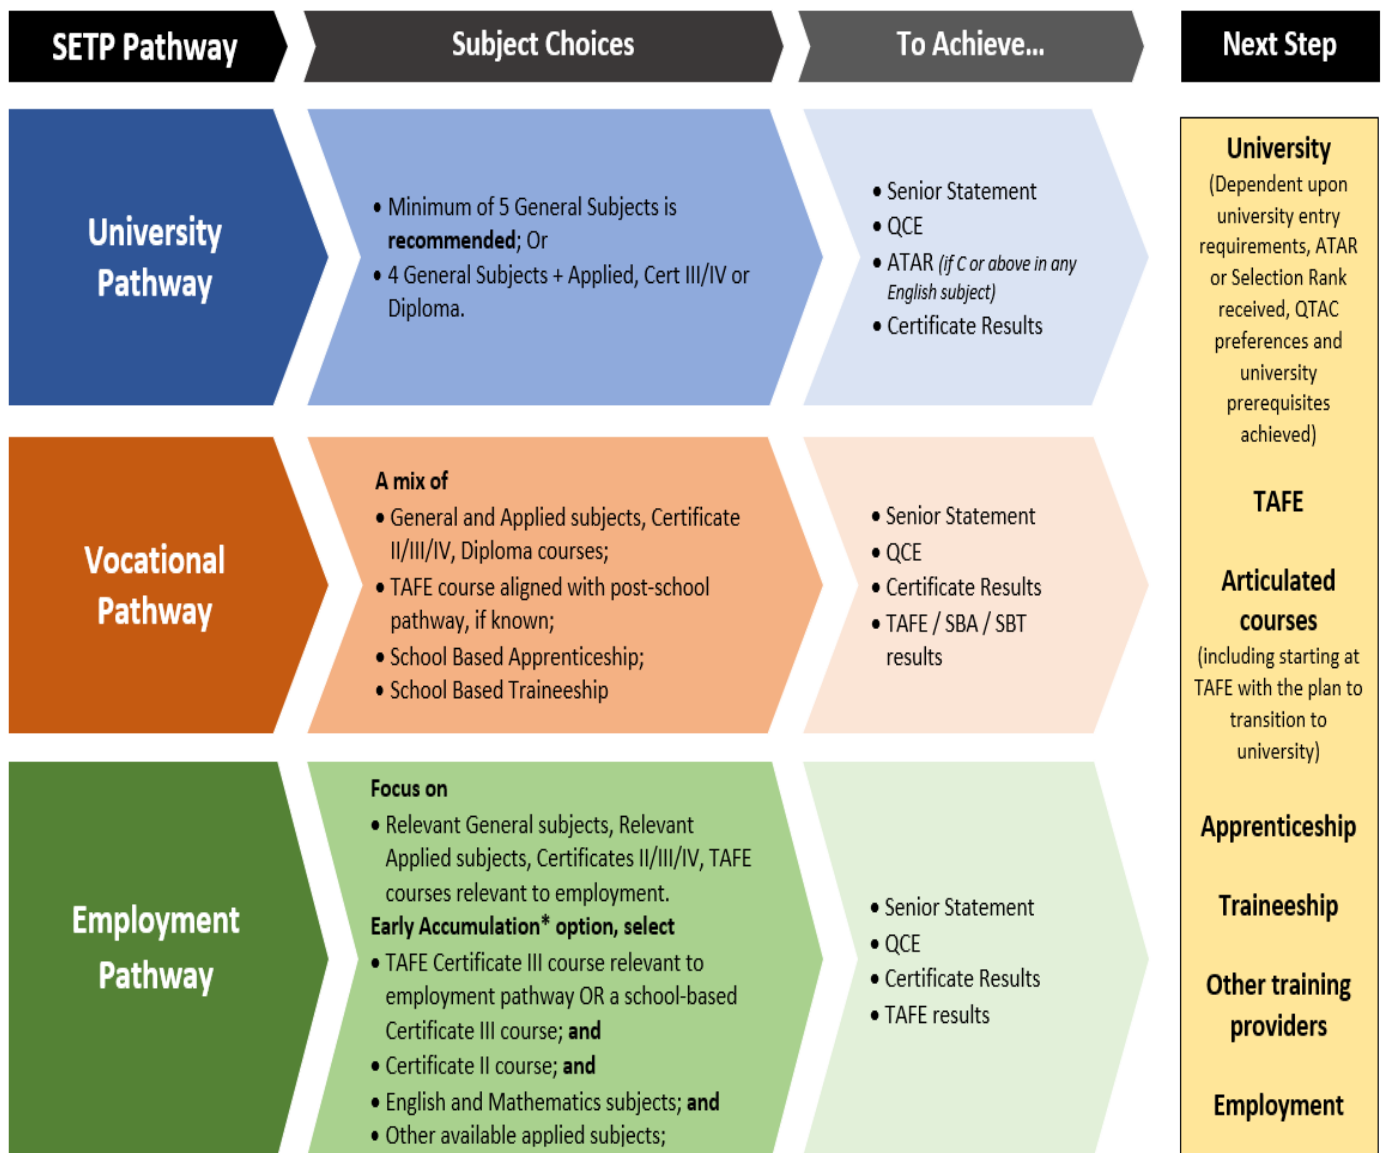 SETP Pathway
Subject Choices
To Achieve...
Next Step
University
Pathway
• Minimum of 5 General Subjects is
recommended; Or
• 4 General Subjects + Applied, Cert III/IV or
Diploma.
• Senior Statement
• QCE
• ATAR (if C or above in any
English subject)
• Certificate Results
Vocational
Pathway
A mix of
• General and Applied subjects, Certificate
II/III/IV, Diploma courses;
• TAFE course aligned with post-school
pathway, if known;
• School Based Apprenticeship;
• School Based Traineeship
• Senior Statement
• QCE
• Certificate Results
• TAFE / SBA / SBT
results
Employment
Pathway
Focus on
• Relevant General subjects, Relevant
Applied subjects, Certificates II/III/IV, TAFE
courses relevant to employment.
Early Accumulation* option, select
• TAFE Certificate III course relevant to
employment pathway OR a school-based
Certificate III course; and
• Certificate II course; and
• English and Mathematics subjects; and
• Other available applied subjects;
• Senior Statement
• QCE
• Certificate Results
• TAFE results
University
(Dependent upon
university entry
requirements, ATAR
or Selection Rank
received, QTAC
preferences and
university
prerequisites
achieved)
TAFE
Articulated
courses
(including starting at
TAFE with the plan to
transition to
university)
Apprenticeship
Traineeship
Other training
providers
Employment